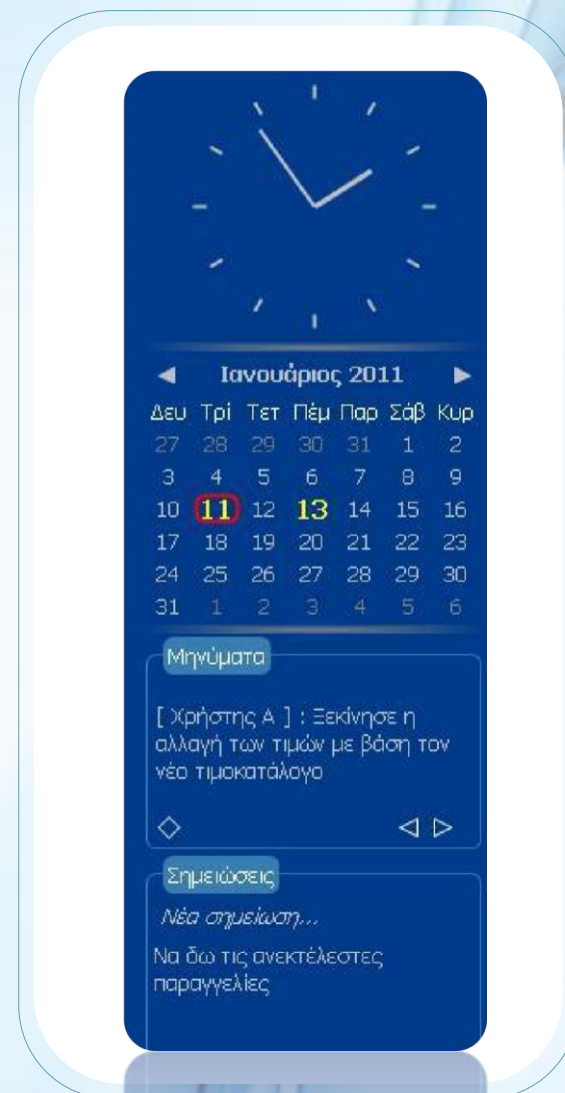 Ιανουάριος 2011
Δευ Τρί Τετ Πέμ Παρ Σάβ Κυρ
27 28 29 30 31 1 2
3 4 5 6 7 8 9
10 11 12 13 14 15 16
17 18 19 20 21 22 23
24 25 26 27 28 29 30
31 1 2 3 4 5 6
Μηνύματα
[ Χρήστης Α ] : Ξεκίνησε η
αλλαγή των τιμών με βάση τον
νέο τιμοκατάλογο
Σημειώσεις
Νέα σημείωση...
Να δω τις ανεκτέλεστες
παραγγελίες